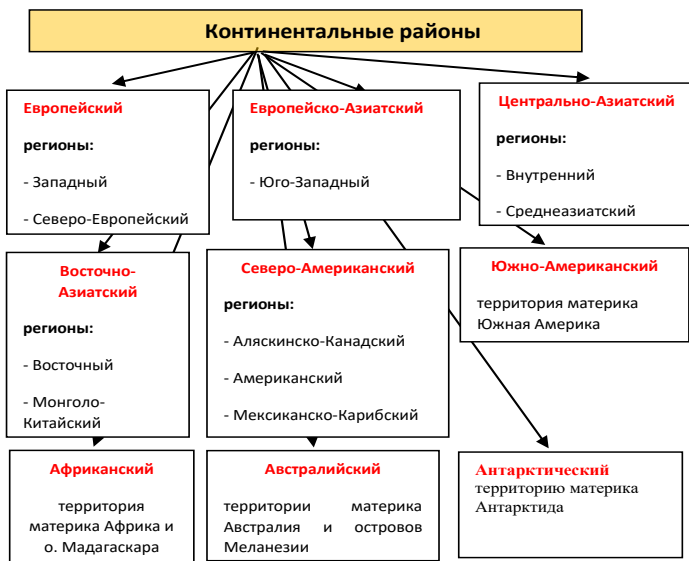 Континентальные районы
Европейский
регионы:
- Западный
- Северо-Европейский
Европейско-Азиатский
регионы:
- Юго-Западный
Центрально-Азиатский
регионы:
- Внутренний
- Среднеазиатский
Восточно-
Азиатский
регионы:
- Восточный
- Монголо-
Китайский
Северо-Американский
регионы:
- Аляскинско-Канадский
- Американский
- Мексиканско-Карибский
Южно-Американский
территория материка
Южная Америка
Африканский
территория
материка Африка и
о. Мадагаскара
Австралийский
территории материка
Австралия и островов
Меланезии
Антарктический
территорию материка
Антарктида